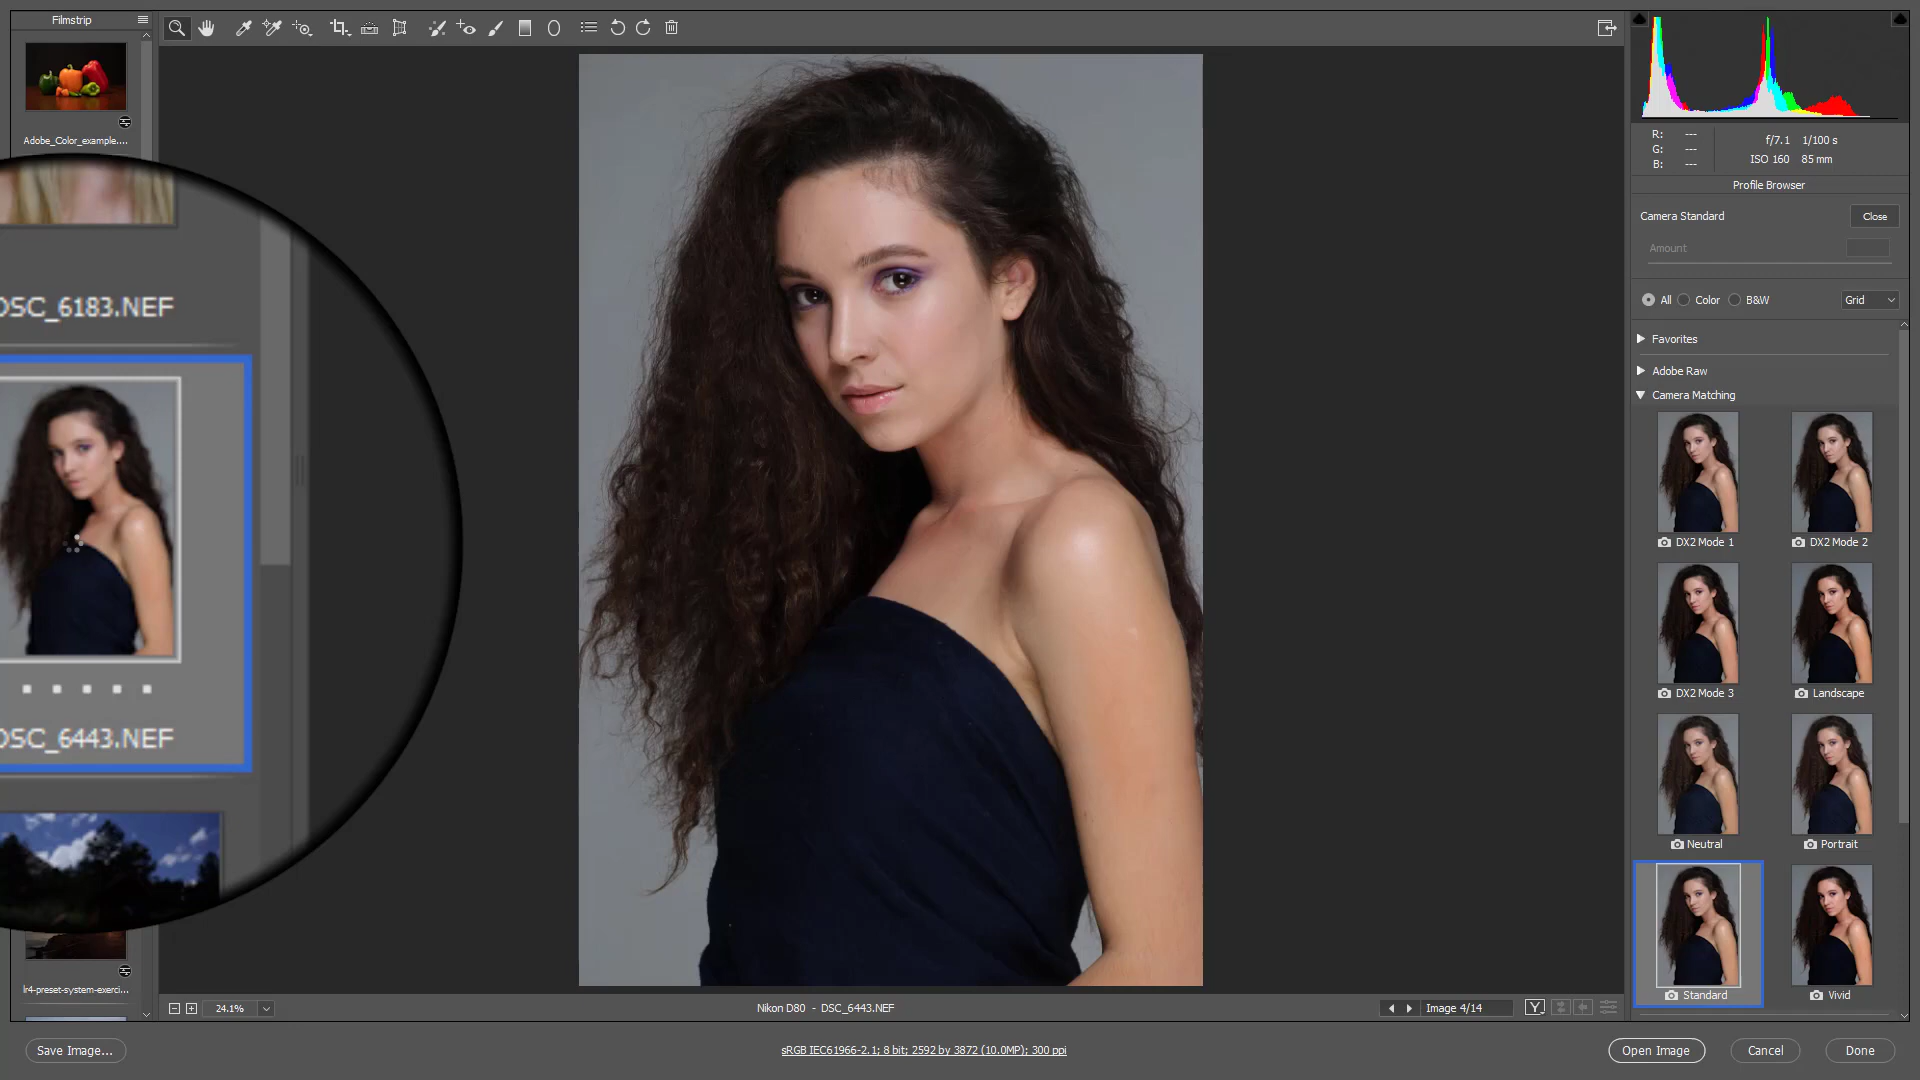 Filmstrip
Adobe_Color_example....
DSC_6183.NEF
DSC_6443.NEF
lr4-preset-system-exerci...
24.1%
Nikon D80 - DSC_6443.NEF
Image 4/14
Y
Save Image...
sRGB IEC61966-2.1; 8 bit; 2592 by 3872 (10.0MP); 300 ppi
Open Image
Cancel
Done
R: ---
G: ---
B: ---
f/7.1 1/100 s
ISO 160 85 mm
Profile Browser
Camera Standard
Close
Amount
All Color B&W Grid
Favorites
Adobe Raw
Camera Matching
DX2 Mode 1 DX2 Mode 2
DX2 Mode 3 Landscape
Neutral Portrait
Standard Vivid